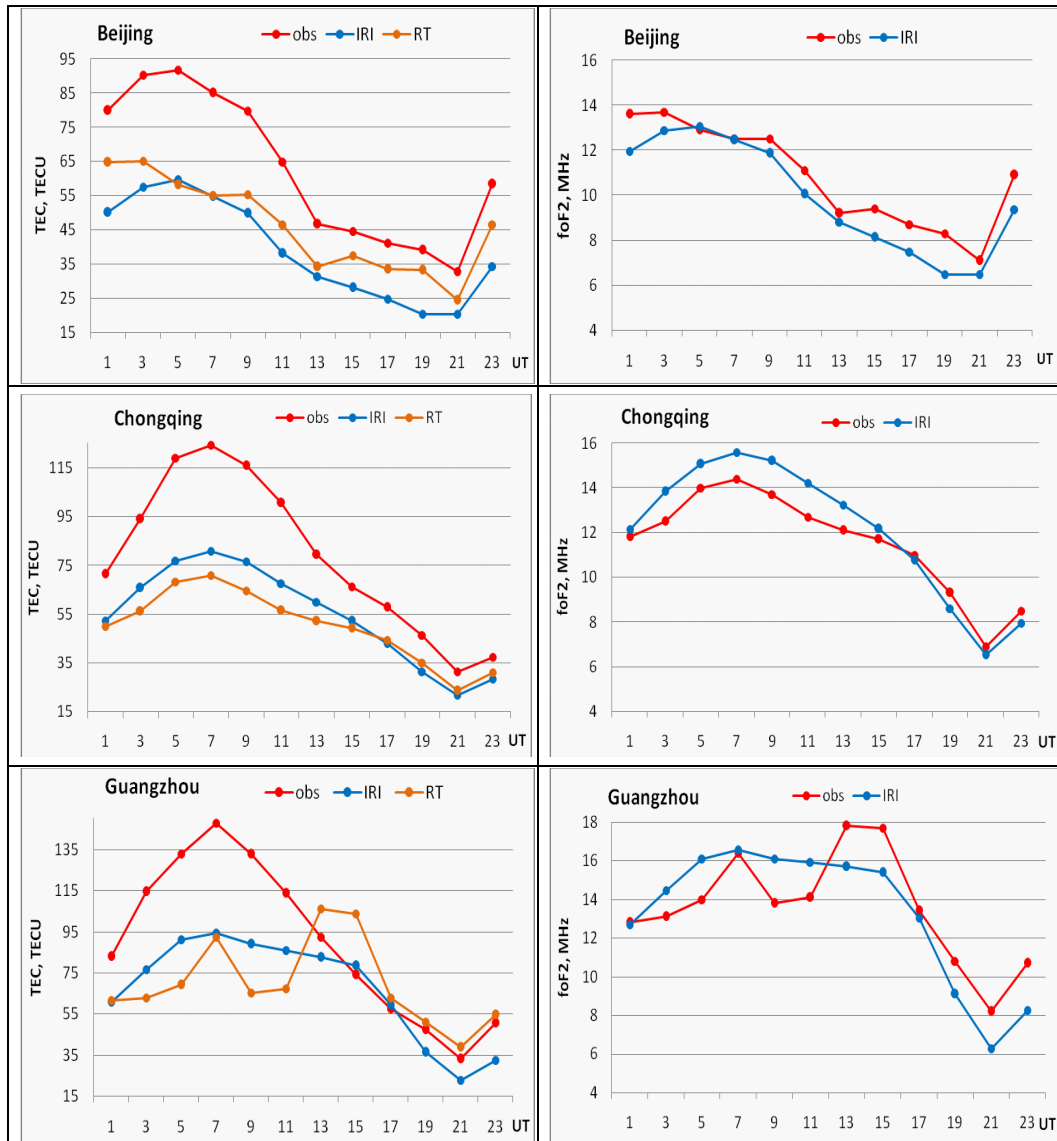 Beijing
obs IRI RT
TEC, TECU
95
85
75
65
55
45
35
25
15
1 3 5 7 9 11 13 15 17 19 21 23 UT
Beijing
obs IRI
foF2, MHz
16
14
12
10
8
6
4
1 3 5 7 9 11 13 15 17 19 21 23 UT
Chongqing
obs IRI RT
TEC, TECU
115
95
75
55
35
15
1 3 5 7 9 11 13 15 17 19 21 23 UT
Chongqing
obs IRI
foF2, MHz
16
14
12
10
8
6
4
1 3 5 7 9 11 13 15 17 19 21 23 UT
Guangzhou
obs IRI RT
TEC, TECU
135
115
95
75
55
35
15
1 3 5 7 9 11 13 15 17 19 21 23 UT
Guangzhou
obs IRI
foF2, MHz
18
16
14
12
10
8
6
4
1 3 5 7 9 11 13 15 17 19 21 23 UT